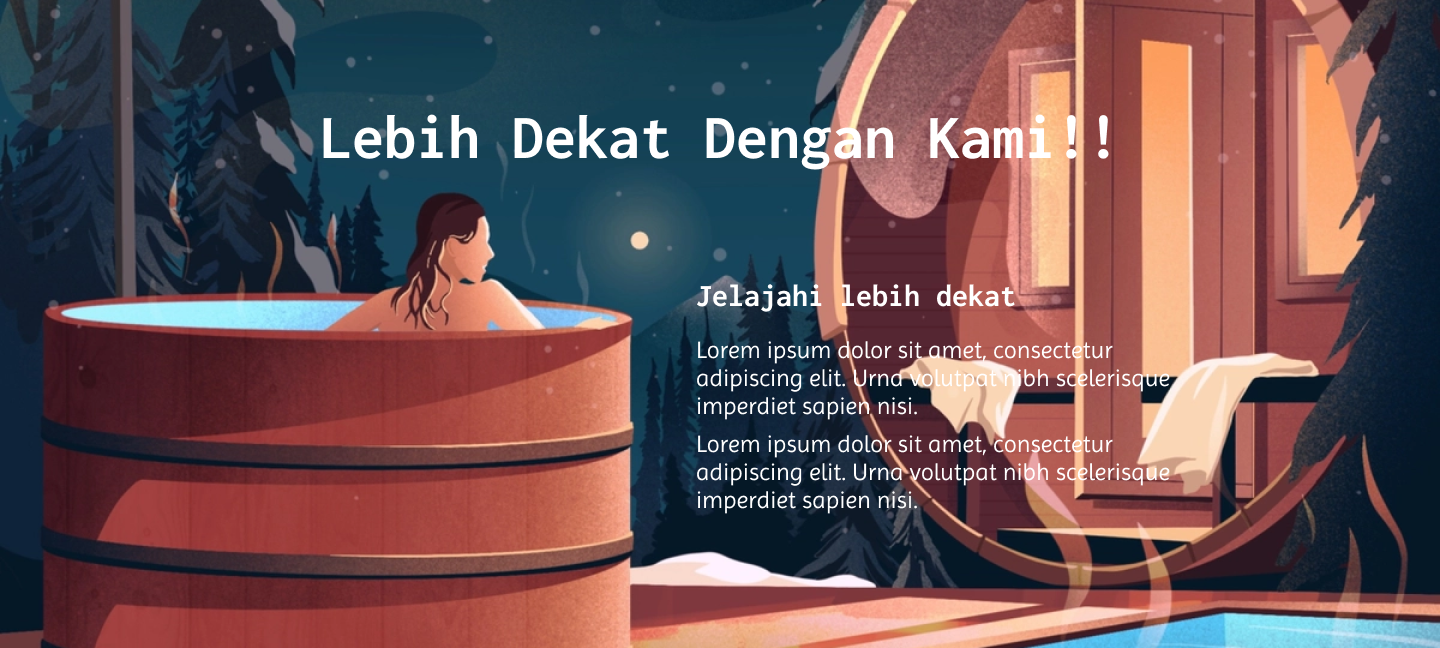 Lebih Dekat Dengan Kami!!
Jelajahi lebih dekat
Lorem ipsum dolor sit amet, consectetur
adipiscing elit. Urna volutpat nibh scelerisque
imperdiet sapien nisi.
Lorem ipsum dolor sit amet, consectetur
adipiscing elit. Urna volutpat nibh scelerisque
imperdiet sapien nisi.